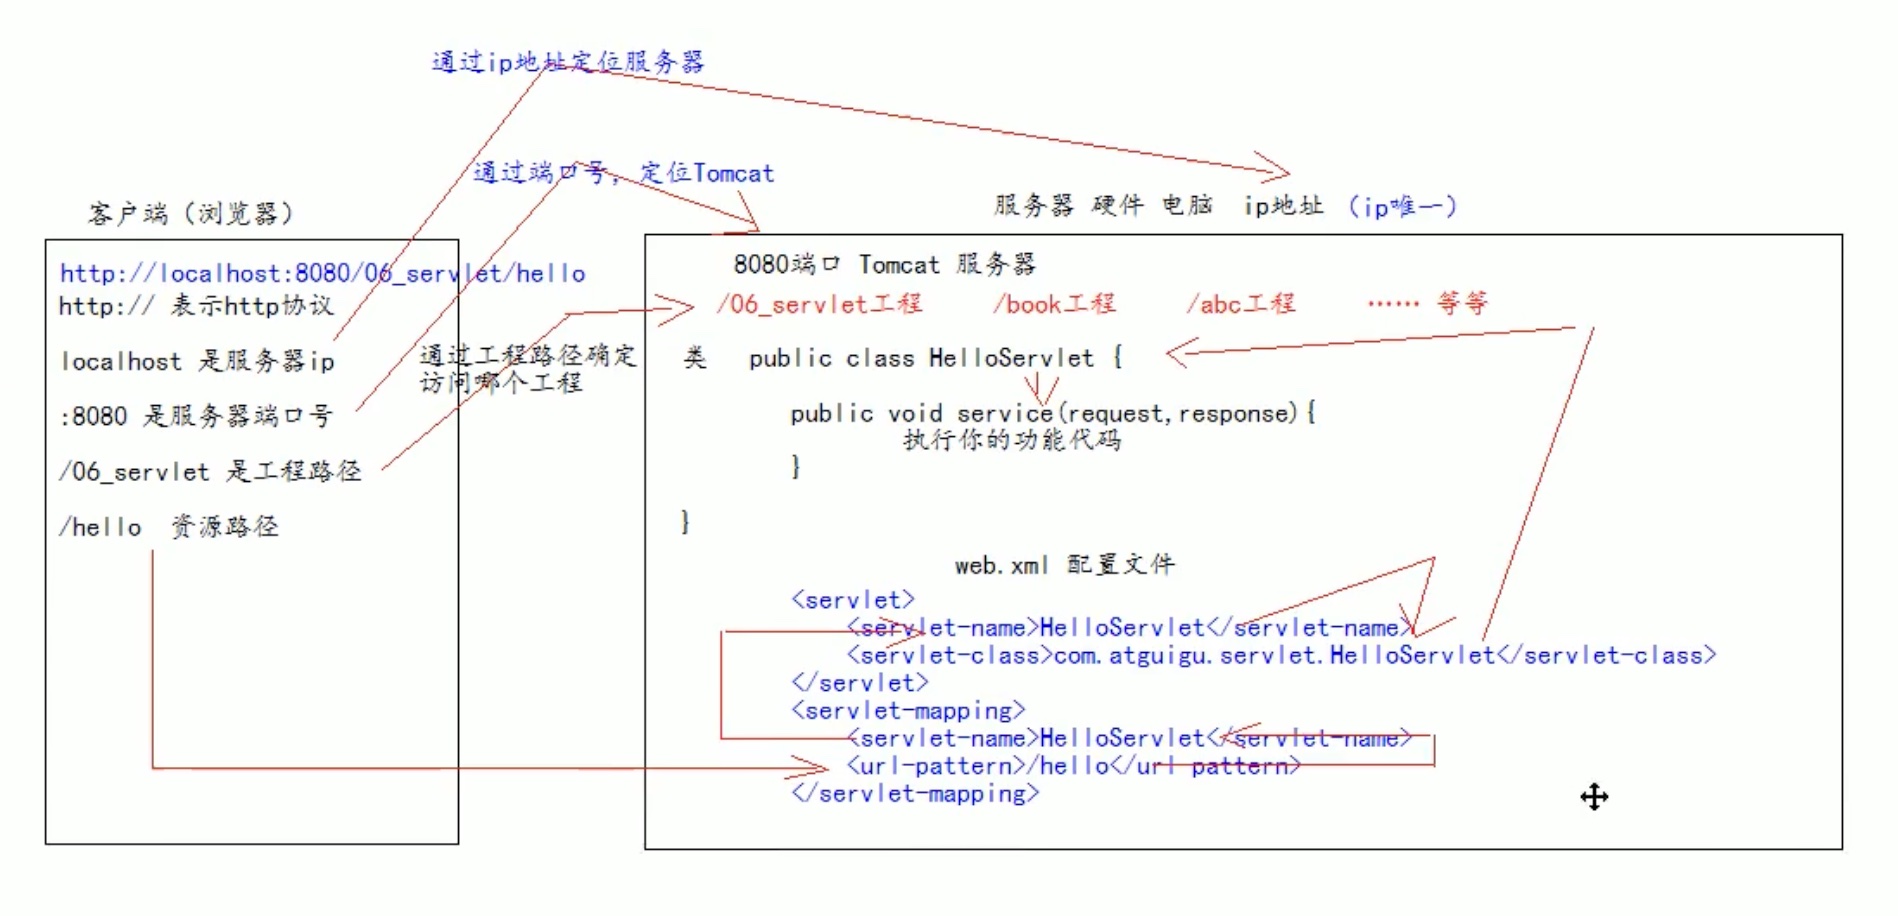 通过ip地址定位服务器
通过端口号，定位Tomcat
客户端（浏览器）
服务器 硬件 电脑 ip地址 （ip唯一）
http://localhost:8080/06_servlet/hello
http:// 表示http协议
localhost 是服务器ip
:8080 是服务器端口号
/06_servlet 是工程路径
/hello 资源路径
通过工程路径确定
访问哪个工程
8080端口 Tomcat 服务器
/06_servlet工程 /book工程 /abc工程 …… 等等
类 public class HelloServlet {
public void service(request,response){
执行你的功能代码
}
}
web.xml 配置文件
<servlet>
<servlet-name>HelloServlet</servlet-name>
<servlet-class>com.atguigu.servlet.HelloServlet</servlet-class>
</servlet>
<servlet-mapping>
<servlet-name>HelloServlet</servlet-name>
<url-pattern>/hello</url-pattern>
</servlet-mapping>